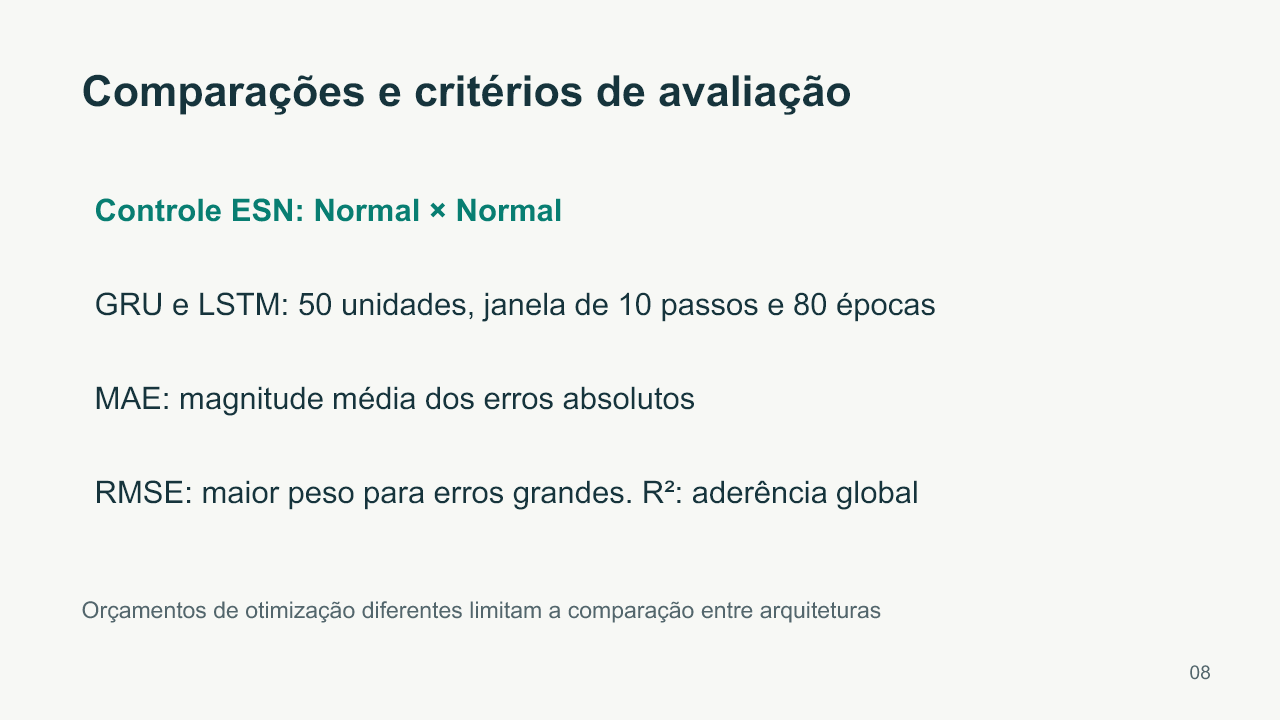 Comparações e critérios de avaliação
Controle ESN: Normal × Normal
GRU e LSTM: 50 unidades, janela de 10 passos e 80 épocas
MAE: magnitude média dos erros absolutos
RMSE: maior peso para erros grandes. R²: aderência global
Orçamentos de otimização diferentes limitam a comparação entre arquiteturas
08